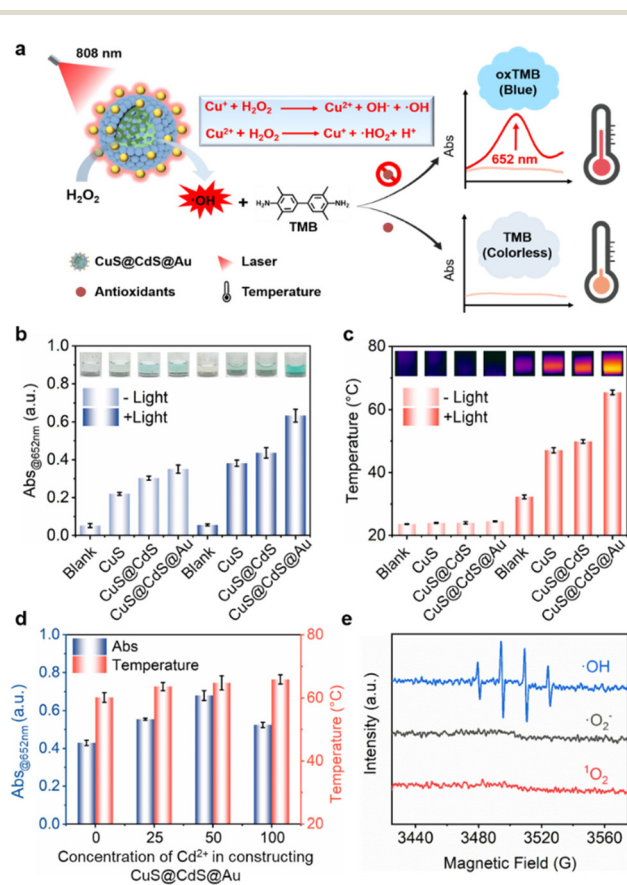 a
808 nm
H₂O₂
Cu⁺ + H₂O₂ → Cu²⁺ + OH⁻ + ·OH
Cu²⁺ + H₂O₂ → Cu⁺ + ·HO₂+ H⁺
·OH
+
H₂N
NH₂
TMB
oxTMB
(Blue)
Abs
652 nm
TMB
(Colorless)
Abs
CuS@CdS@Au
Laser
Antioxidants
Temperature
b
Abs@652nm (a.u.)
1.0
0.8
0.6
0.4
0.2
0.0
- Light
+Light
Blank
CuS
CuS@CdS
CuS@CdS@Au
Blank
CuS
CuS@CdS
CuS@CdS@Au
c
Temperature (°C)
80
60
40
20
- Light
+Light
Blank
CuS
CuS@CdS
CuS@CdS@Au
Blank
CuS
CuS@CdS
CuS@CdS@Au
d
Abs@652nm (a.u.)
1.0
0.8
0.6
0.4
0.2
0.0
Abs
Temperature
80
60
40
20
Temperature (°C)
0 25 50 100
Concentration of Cd²⁺ in constructing
CuS@CdS@Au
e
Intensity (a.u.)
·OH
·O₂⁻
¹O₂
3440 3480 3520 3560
Magnetic Field (G)